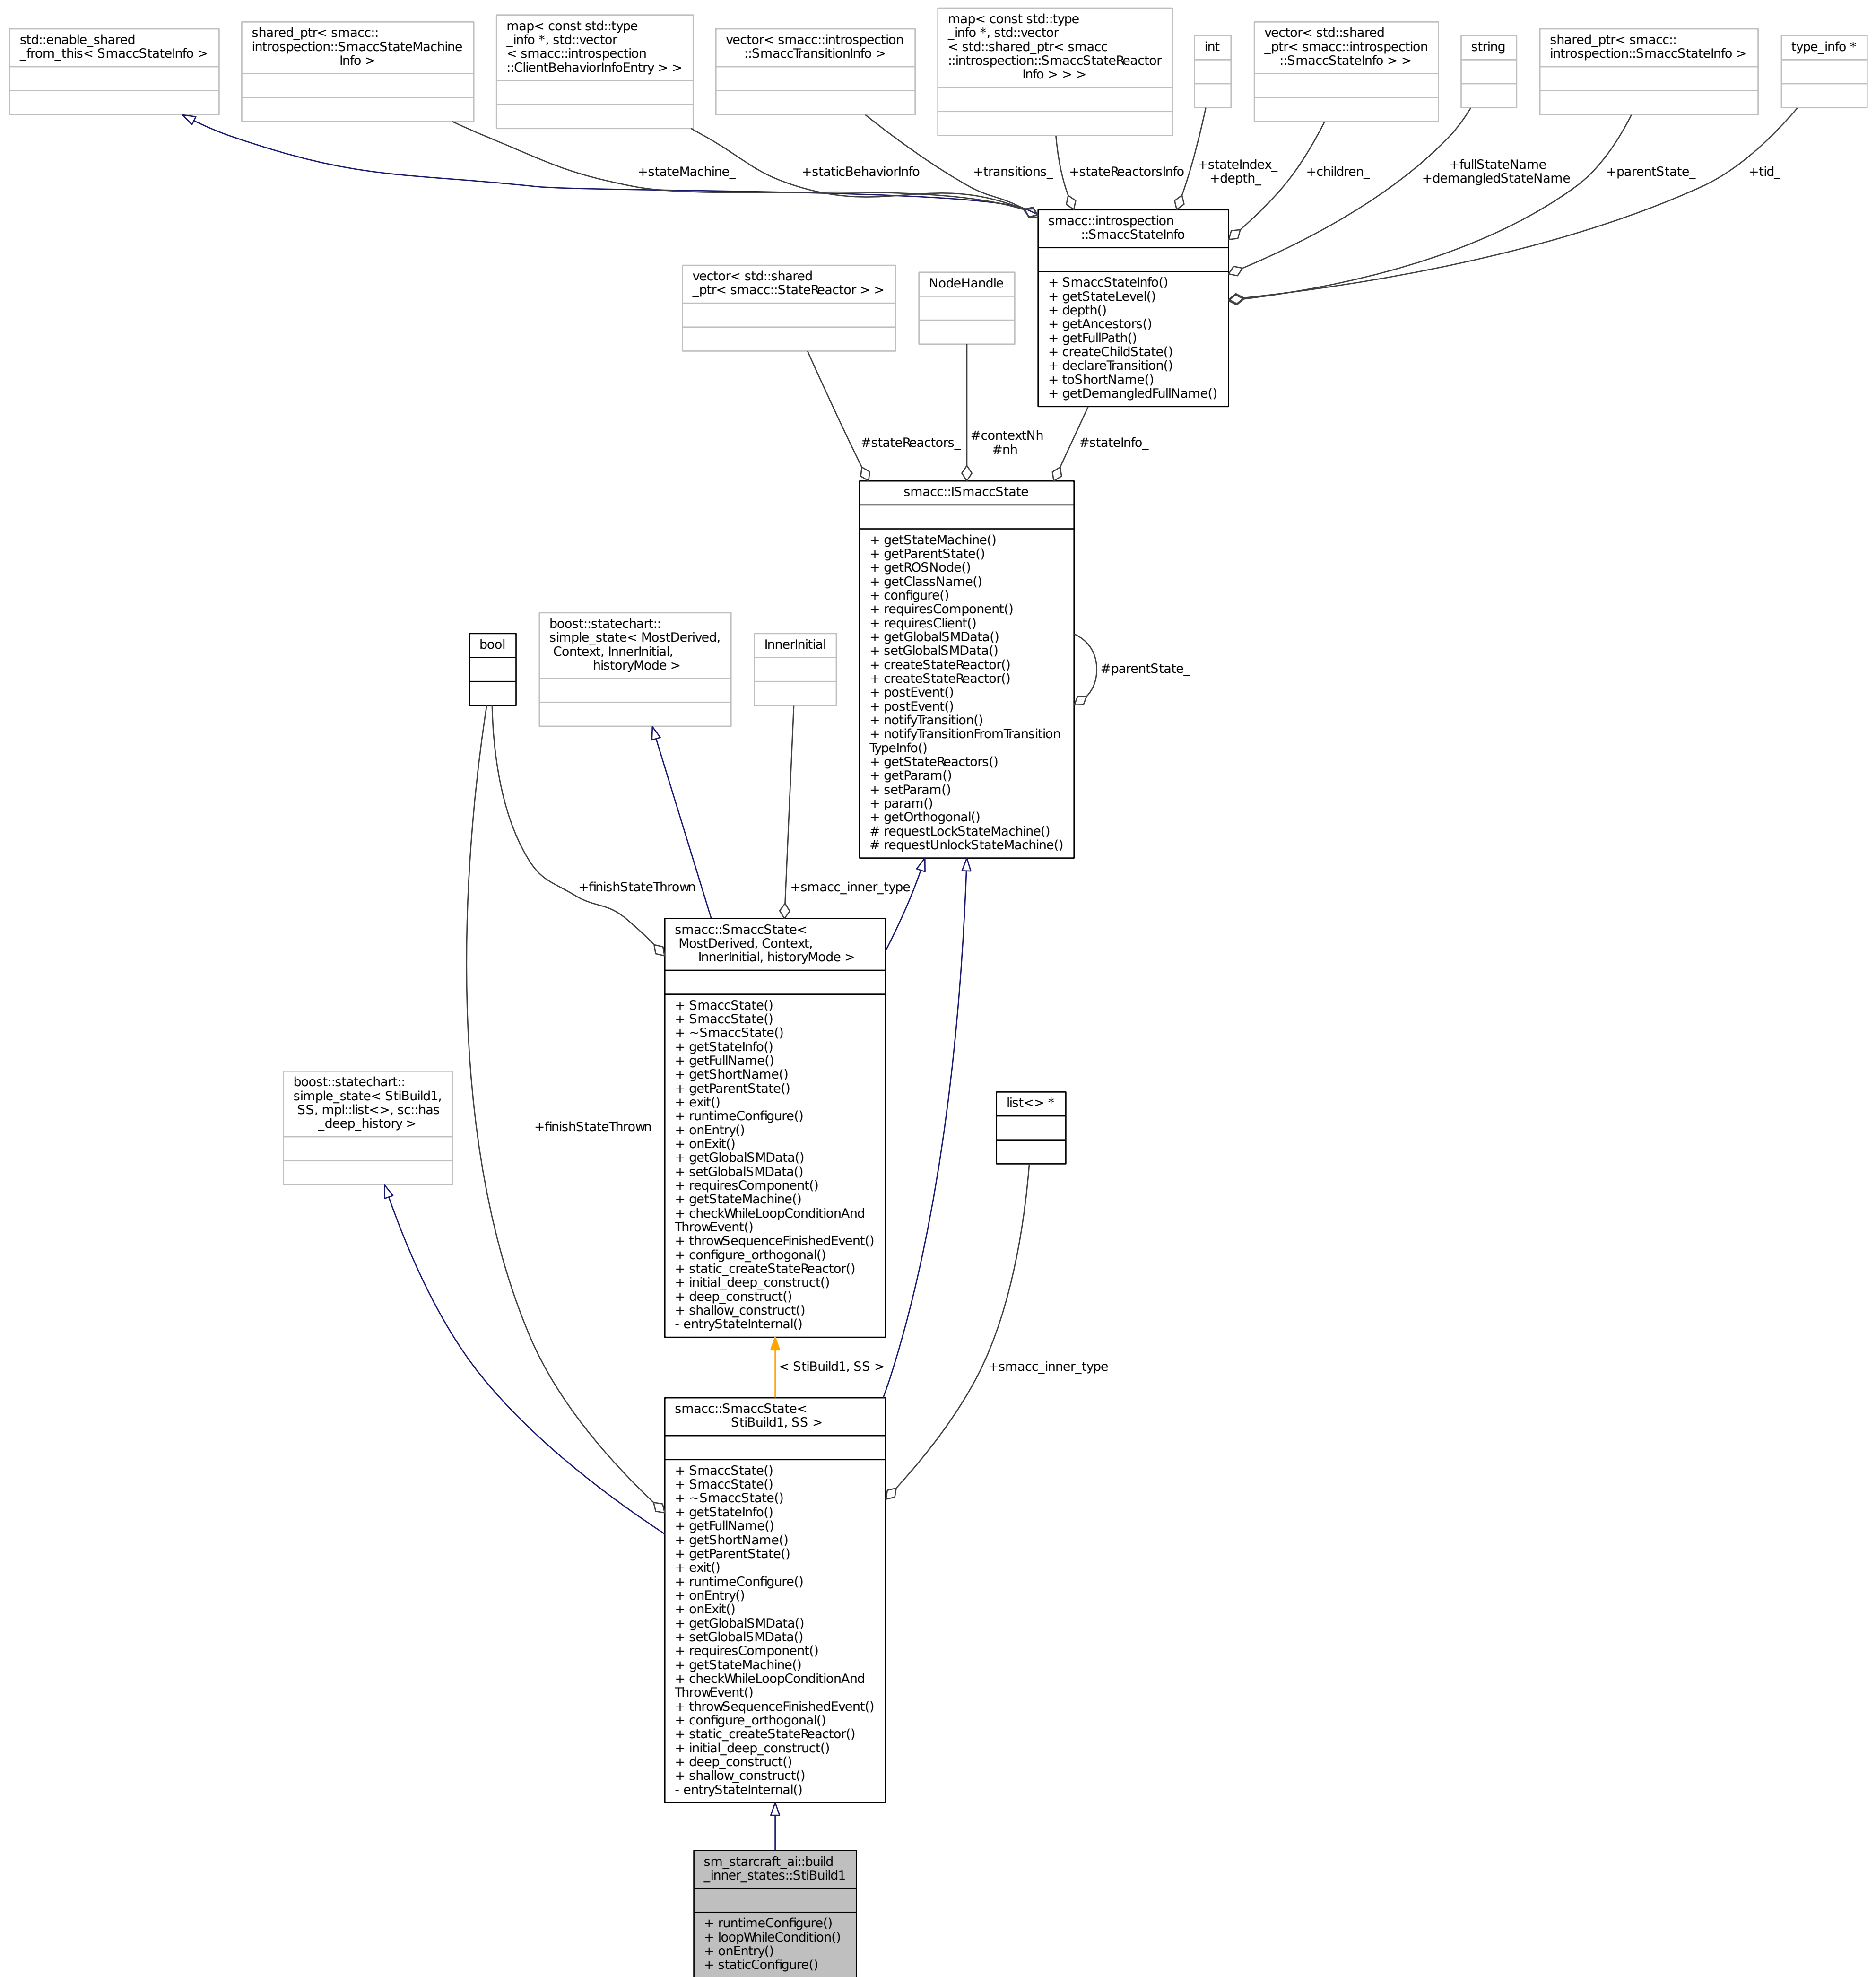 std::enable_shared
_from_this< SmaccStateInfo >
shared_ptr< smacc::
introspection::SmaccStateMachine
Info >
map< const std::type
_info *, std::vector
< smacc::introspection
::ClientBehaviorInfoEntry > >
vector< smacc::introspection
::SmaccTransitionInfo >
map< const std::type
_info *, std::vector
< std::shared_ptr< smacc
::introspection::SmaccStateReactor
Info > > >
int
vector< std::shared
_ptr< smacc::introspection
::SmaccStateInfo > >
string
shared_ptr< smacc::
introspection::SmaccStateInfo >
type_info *
+stateMachine_
+staticBehaviorInfo
+transitions_
+stateReactorsInfo
+stateIndex_
+depth_
+children_
+fullStateName
+demangledStateName
+parentState_
+tid_
smacc::introspection
::SmaccStateInfo
+ SmaccStateInfo()
+ getStateLevel()
+ depth()
+ getAncestors()
+ getFullPath()
+ createChildState()
+ declareTransition()
+ toShortName()
+ getDemangledFullName()
vector< std::shared
_ptr< smacc::StateReactor > >
NodeHandle
#stateReactors_
#contextNh
#nh
#stateInfo_
smacc::ISmaccState
+ getStateMachine()
+ getParentState()
+ getROSNode()
+ getClassName()
+ configure()
+ requiresComponent()
+ requiresClient()
+ getGlobalSMData()
+ setGlobalSMData()
+ createStateReactor()
+ createStateReactor()
+ postEvent()
+ postEvent()
+ notifyTransition()
+ notifyTransitionFromTransition
TypeInfo()
+ getStateReactors()
+ getParam()
+ setParam()
+ param()
+ getOrthogonal()
# requestLockStateMachine()
# requestUnlockStateMachine()
#parentState_
bool
boost::statechart::
simple_state< MostDerived,
Context, InnerInitial,
historyMode >
InnerInitial
+finishStateThrown
+smacc_inner_type
smacc::SmaccState<
MostDerived, Context,
InnerInitial, historyMode >
+ SmaccState()
+ SmaccState()
+ ~SmaccState()
+ getStateInfo()
+ getFullName()
+ getShortName()
+ getParentState()
+ exit()
+ runtimeConfigure()
+ onEntry()
+ onExit()
+ getGlobalSMData()
+ setGlobalSMData()
+ requiresComponent()
+ getStateMachine()
+ checkWhileLoopConditionAnd
ThrowEvent()
+ throwSequenceFinishedEvent()
+ configure_orthogonal()
+ static_createStateReactor()
+ initial_deep_construct()
+ deep_construct()
+ shallow_construct()
- entryStateInternal()
boost::statechart::
simple_state< StiBuild1,
SS, mpl::list<>, sc::has
_deep_history >
+finishStateThrown
list<> *
< StiBuild1, SS >
+smacc_inner_type
smacc::SmaccState<
StiBuild1, SS >
+ SmaccState()
+ SmaccState()
+ ~SmaccState()
+ getStateInfo()
+ getFullName()
+ getShortName()
+ getParentState()
+ exit()
+ runtimeConfigure()
+ onEntry()
+ onExit()
+ getGlobalSMData()
+ setGlobalSMData()
+ requiresComponent()
+ getStateMachine()
+ checkWhileLoopConditionAnd
ThrowEvent()
+ throwSequenceFinishedEvent()
+ configure_orthogonal()
+ static_createStateReactor()
+ initial_deep_construct()
+ deep_construct()
+ shallow_construct()
- entryStateInternal()
sm_starcraft_ai::build
_inner_states::StiBuild1
+ runtimeConfigure()
+ loopWhileCondition()
+ onEntry()
+ staticConfigure()